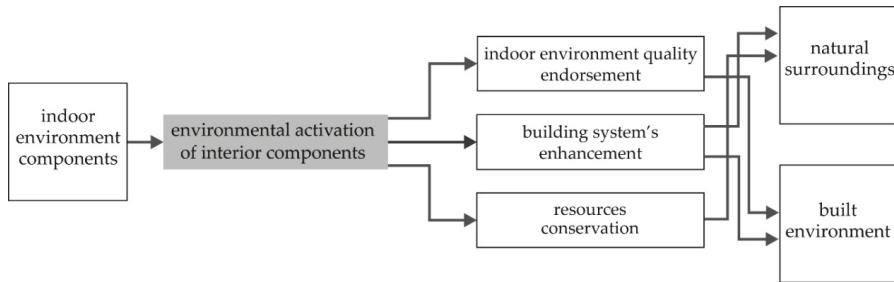 indoor
environment
components
environmental activation
of interior components
indoor environment quality
endorsement
building system's
enhancement
resources
conservation
natural
surroundings
built
environment